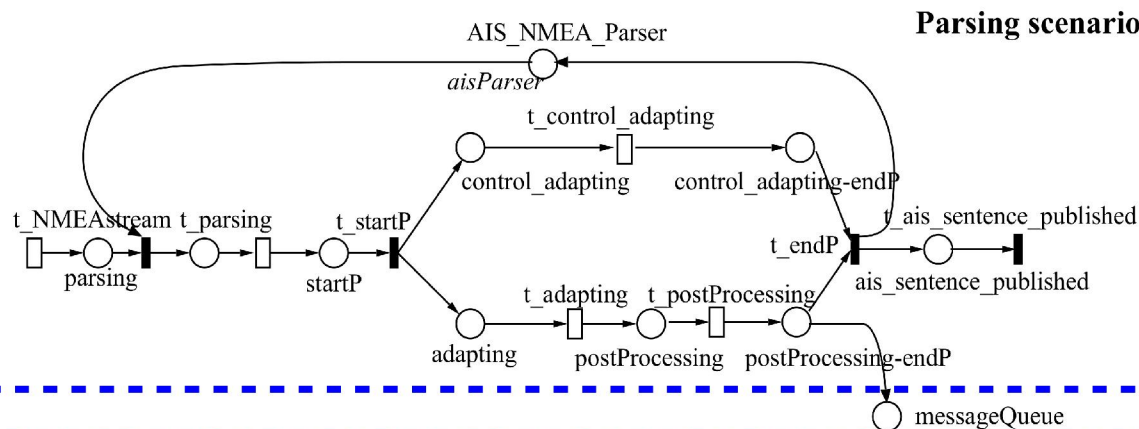 Parsing scenario
AIS_NMEA_Parser
aisParser
t_control_adapting
control_adapting
control_adapting-endP
t_NMEAstream
t_parsing
t_startP
t_ais_sentence_published
t_endP
parsing
startP
ais_sentence_published
t_adapting
t_postProcessing
adapting
postProcessing
postProcessing-endP
messageQueue